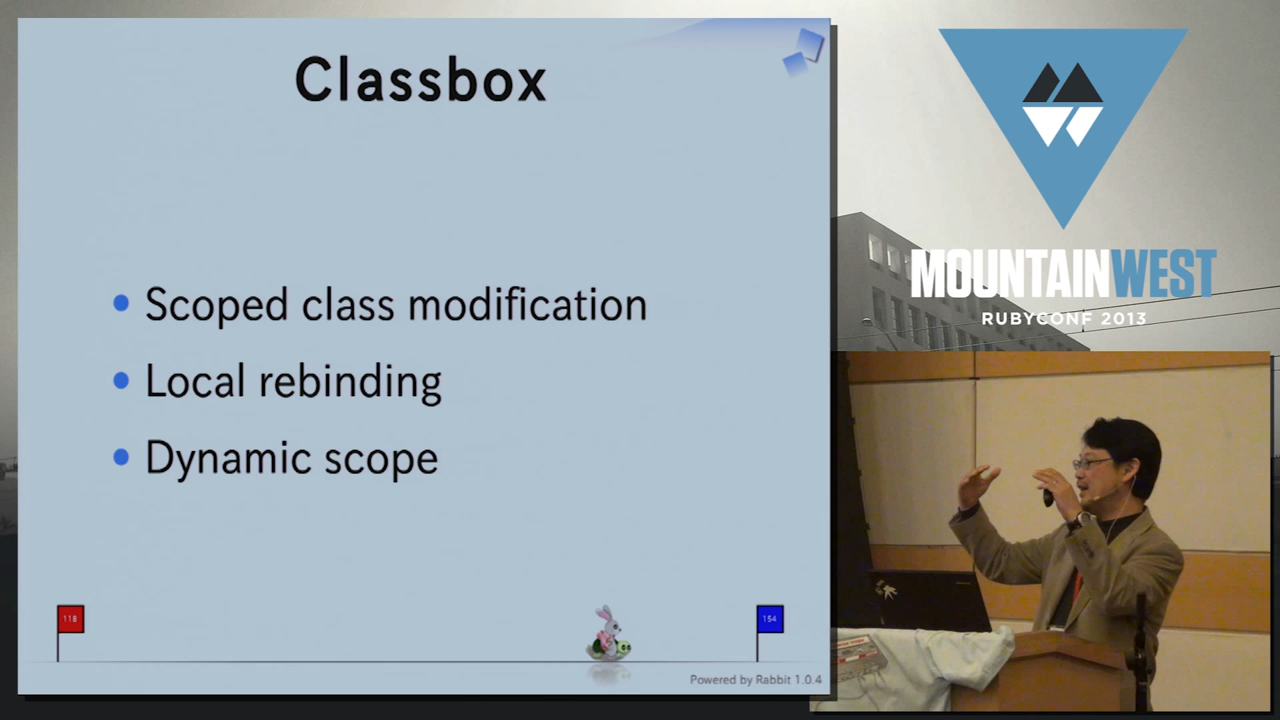 Classbox
Scoped class modification
Local rebinding
Dynamic scope
118
154
Powered by Rabbit 1.0.4
MOUNTAINWEST
RUBYCONF 2013